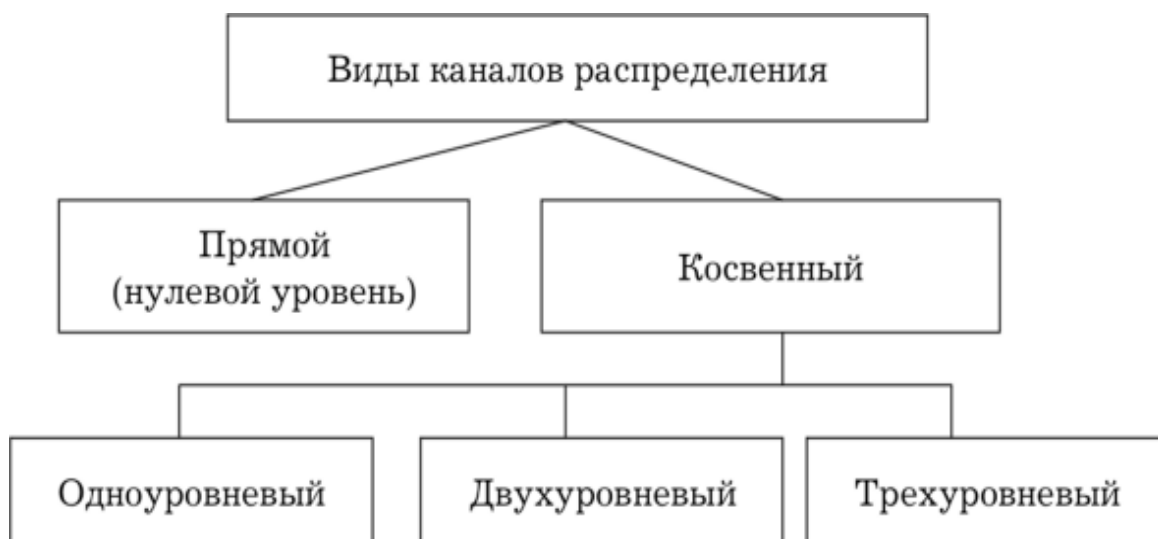 Виды каналов распределения
Прямой
(нулевой уровень)
Косвенный
Одноуровневый
Двухуровневый
Трехуровневый